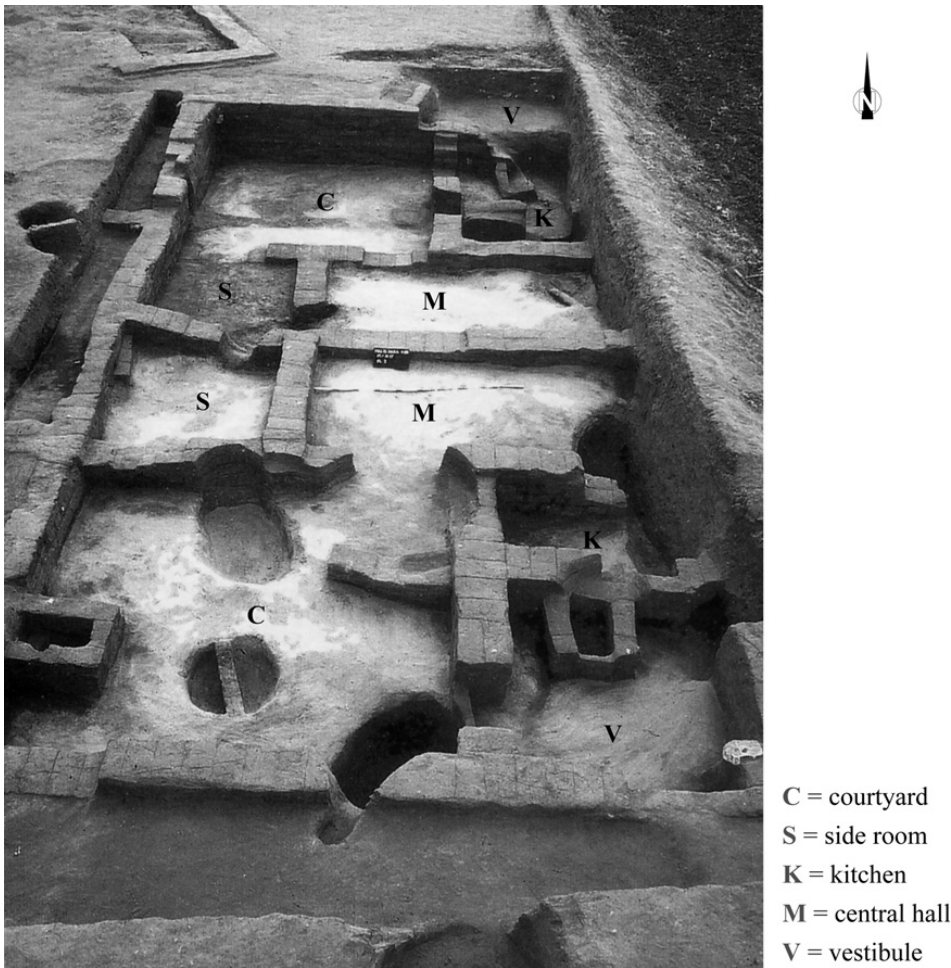 V
C
K
S
M
S
M
K
C
V
N
C = courtyard
S = side room
K = kitchen
M = central hall
V = vestibule